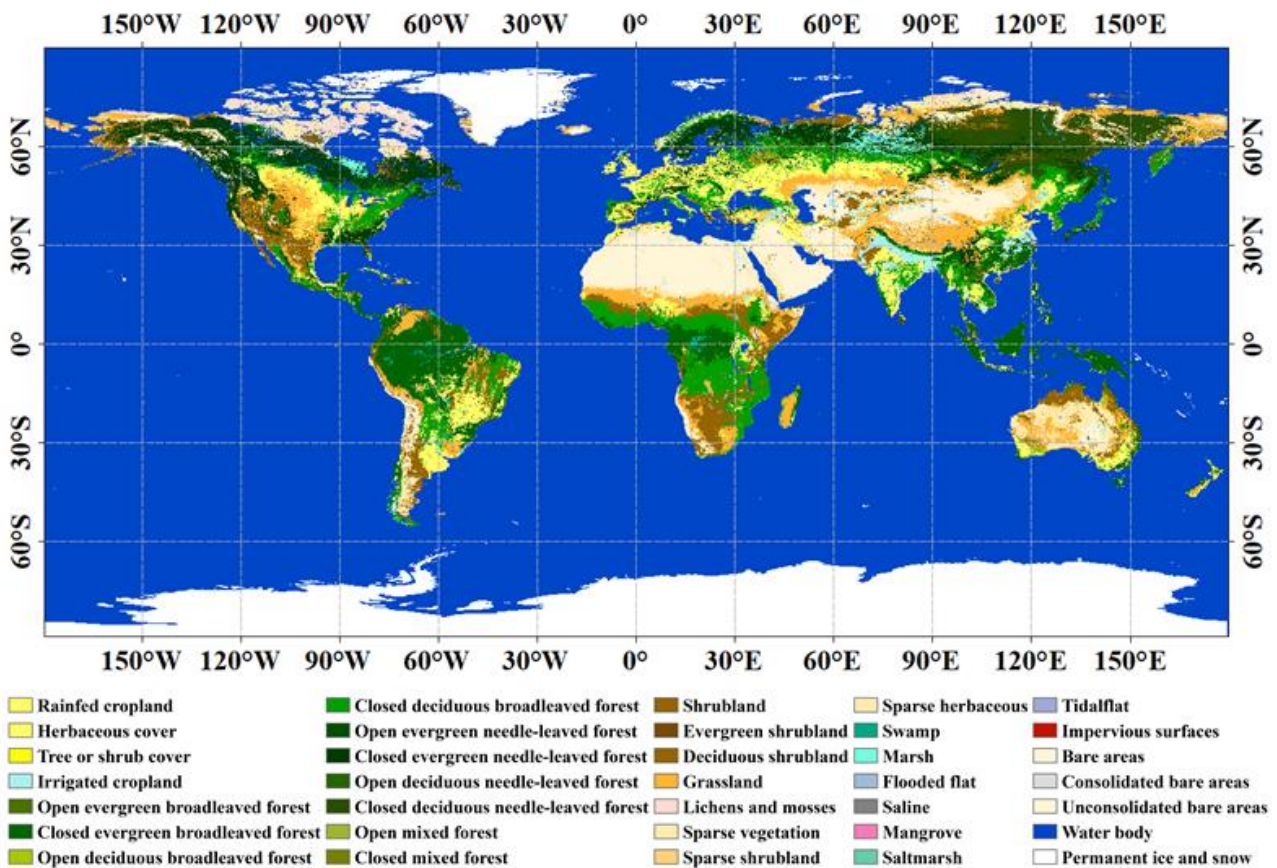 150°W 120°W 90°W 60°W 30°W 0° 30°E 60°E 90°E 120°E 150°E
60°N 60°N
30°N 30°N
0° 0°
30°S 30°S
60°S 60°S
150°W 120°W 90°W 60°W 30°W 0° 30°E 60°E 90°E 120°E 150°E
Rainfed cropland
Herbaceous cover
Tree or shrub cover
Irrigated cropland
Open evergreen broadleaved forest
Closed evergreen broadleaved forest
Open deciduous broadleaved forest
Closed deciduous broadleaved forest
Open evergreen needle-leaved forest
Closed evergreen needle-leaved forest
Open deciduous needle-leaved forest
Closed deciduous needle-leaved forest
Open mixed forest
Closed mixed forest
Shrubland
Evergreen shrubland
Deciduous shrubland
Grassland
Lichens and mosses
Sparse vegetation
Sparse shrubland
Sparse herbaceous
Swamp
Marsh
Flooded flat
Saline
Mangrove
Saltmarsh
Tidalflat
Impervious surfaces
Bare areas
Consolidated bare areas
Unconsolidated bare areas
Water body
Permanent ice and snow